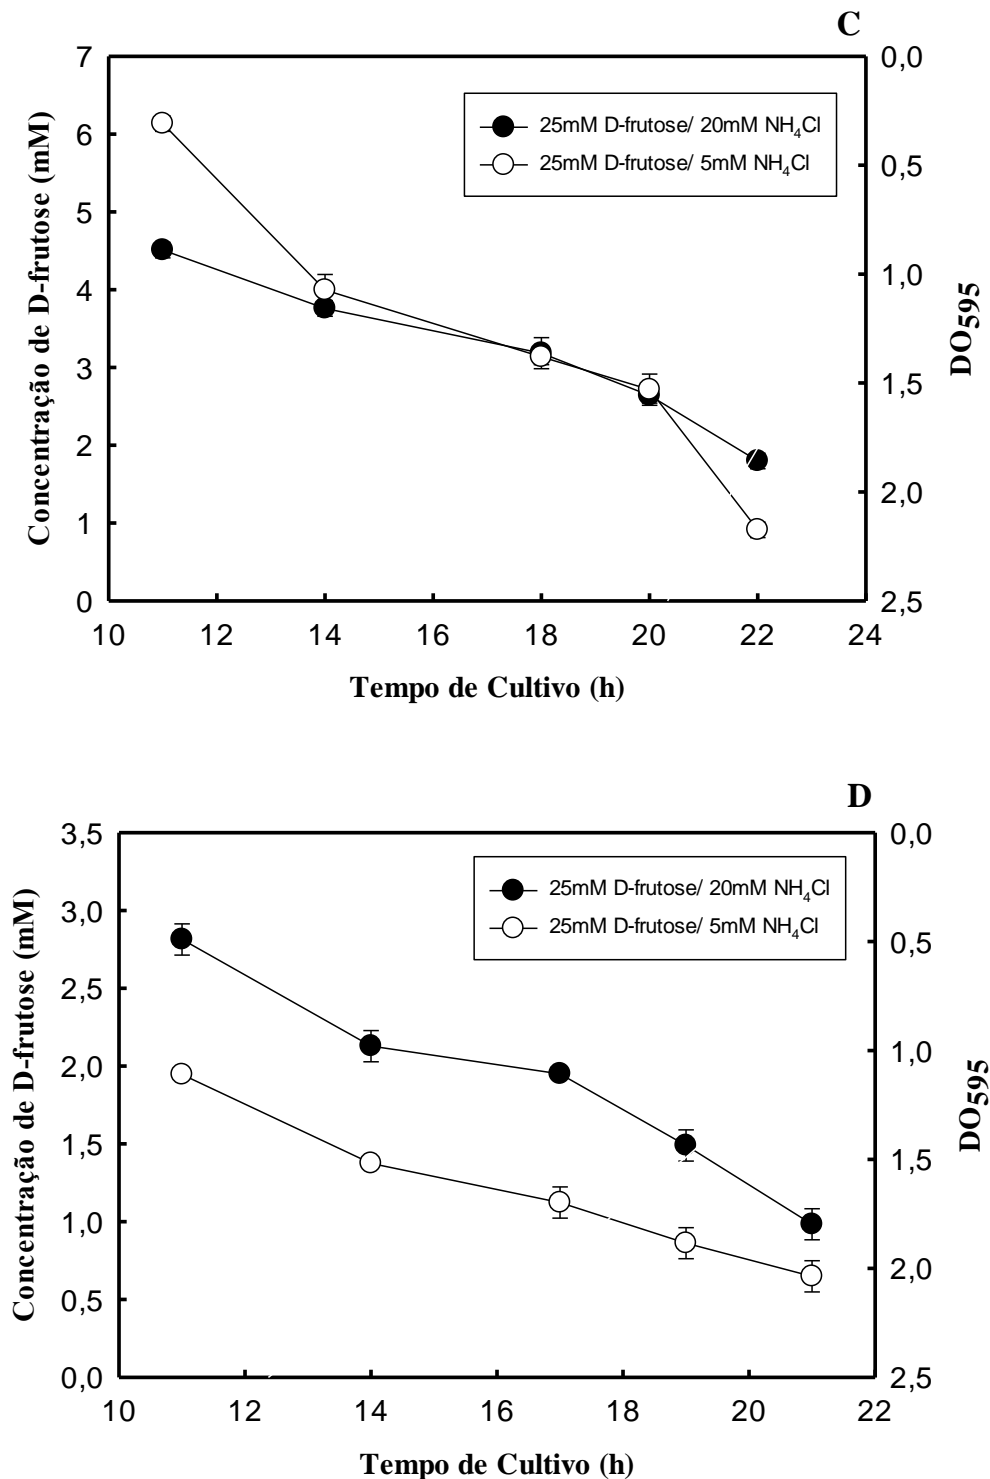 C
7
6
5
4
3
2
1
0
Concentração de D-frutose (mM)
25mM D-frutose/ 20mM NH₄Cl
25mM D-frutose/ 5mM NH₄Cl
0,0
0,5
1,0
1,5
2,0
2,5
DO595
10 12 14 16 18 20 22 24
Tempo de Cultivo (h)
D
3,5
3,0
2,5
2,0
1,5
1,0
0,5
0,0
Concentração de D-frutose (mM)
25mM D-frutose/ 20mM NH₄Cl
25mM D-frutose/ 5mM NH₄Cl
0,0
0,5
1,0
1,5
2,0
2,5
DO595
10 12 14 16 18 20 22
Tempo de Cultivo (h)